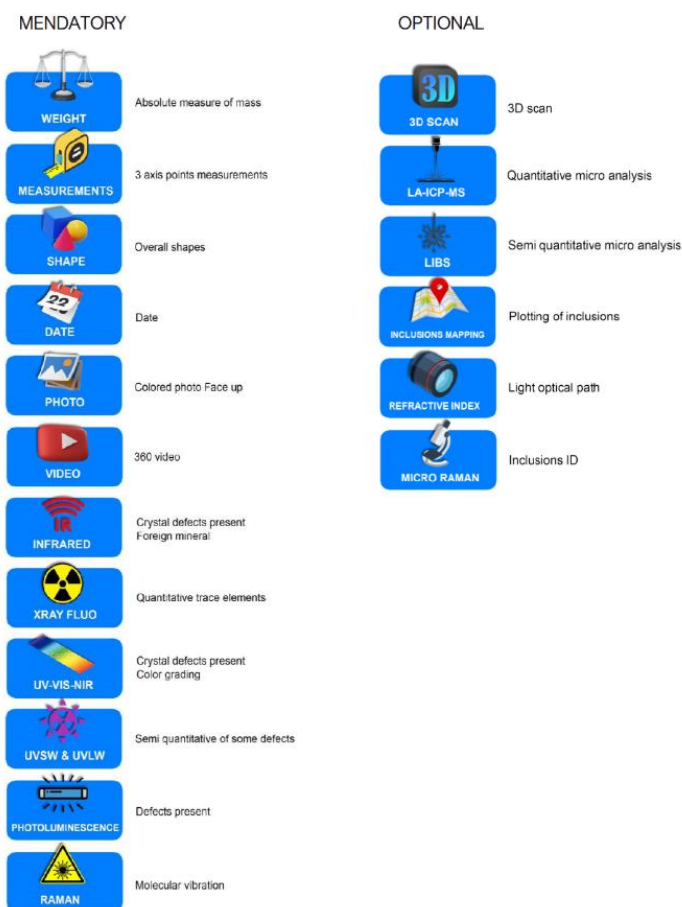 MENDATORY
WEIGHT
Absolute measure of mass
MEASUREMENTS
3 axis points measurements
SHAPE
Overall shapes
22
DATE
Date
PHOTO
Colored photo Face up
VIDEO
360 video
IR
INFRARED
Crystal defects present
Foreign mineral
XRAY FLUO
Quantitative trace elements
UV-VIS-NIR
Crystal defects present
Color grading
UVSW & UVLW
Semi quantitative of some defects
PHOTOLUMINESCENCE
Defects present
RAMAN
Molecular vibration
OPTIONAL
3D
3D SCAN
3D scan
LA-ICP-MS
Quantitative micro analysis
LIBS
Semi quantitative micro analysis
INCLUSIONS MAPPING
Plotting of inclusions
REFRACTIVE INDEX
Light optical path
MICRO RAMAN
Inclusions ID